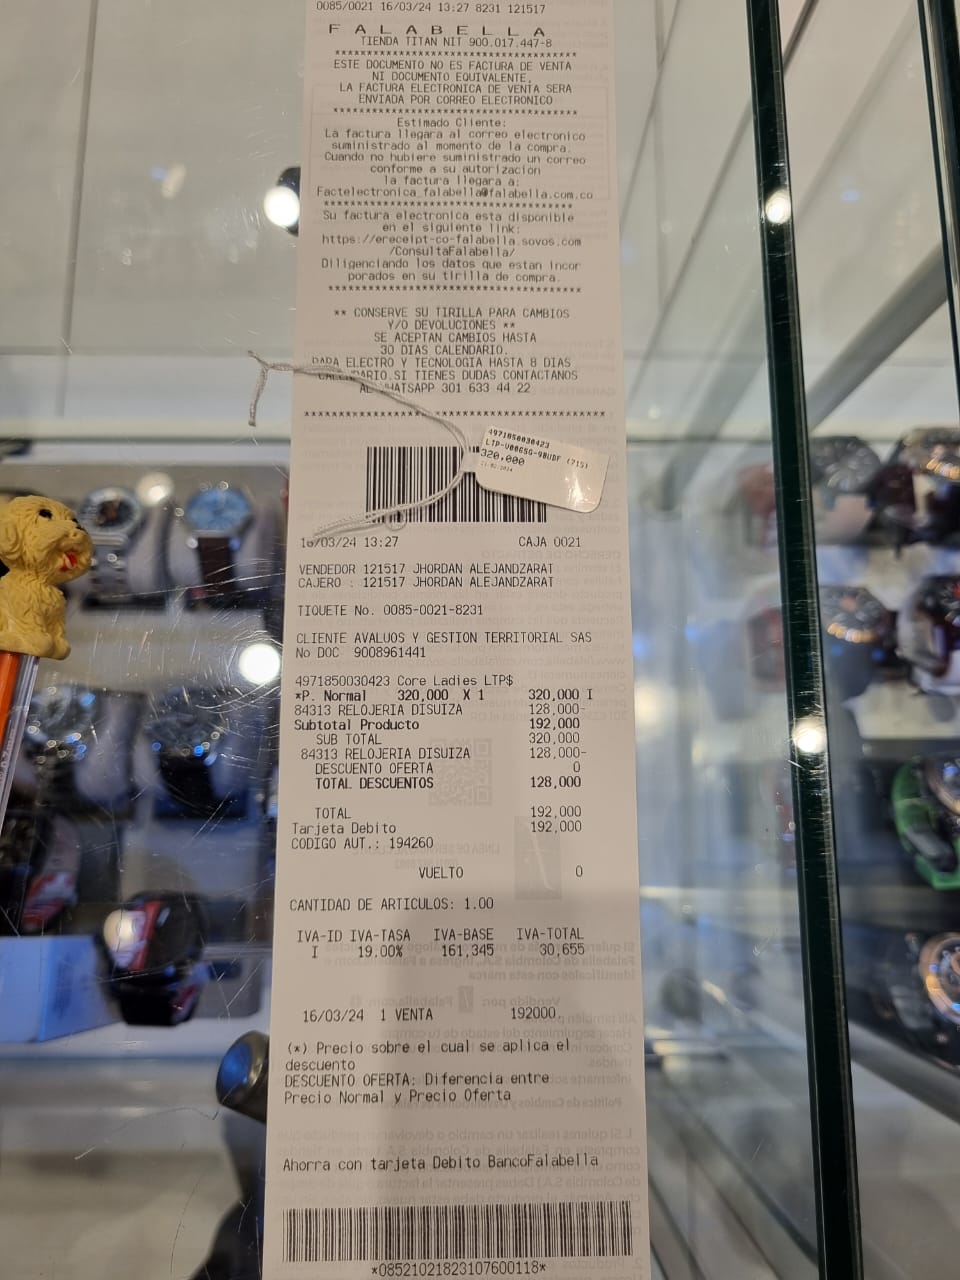 0085/0021 16/03/24 13:27 8231 121517
F A L A B E L L A
TIENDA TITAN NIT 900.017.447-8
****************************************
ESTE DOCUMENTO NO ES FACTURA DE VENTA
NI DOCUMENTO EQUIVALENTE,
LA FACTURA ELECTRONICA DE VENTA SERA
ENVIADA POR CORREO ELECTRONICO
****************************************
Estimado Cliente:
La factura llegara al correo electronico
suministrado al momento de la compra.
Cuando no hubiere suministrado un correo
conforme a su autorizacion
la factura llegara a:
Factelectronica_falabella@falabella.com.co
****************************************
Su factura electronica esta disponible
en el siguiente link:
https://ereceipt-co-falabella.sovos.com
/ConsultaFalabella/
Diligenciando los datos que estan incor
porados en su tirilla de compra.
****************************************
** CONSERVE SU TIRILLA PARA CAMBIOS
Y/O DEVOLUCIONES **
SE ACEPTAN CAMBIOS HASTA
30 DIAS CALENDARIO.
PARA ELECTRO Y TECNOLOGIA HASTA 8 DIAS
CALENDARIO.SI TIENES DUDAS CONTACTANOS
AL WHATSAPP 301 633 44 22
****************************************
4971850030423
LTP-V006SG-9BUDF (715)
320,000
16/03/24 13:27 CAJA 0021
VENDEDOR 121517 JHORDAN ALEJANDZARAT
CAJERO : 121517 JHORDAN ALEJANDZARAT
TIQUETE No. 0085-0021-8231
CLIENTE AVALUOS Y GESTION TERRITORIAL SAS
No DOC 9008961441
4971850030423 Core Ladies LTP$
*P. Normal 320,000 X 1 320,000 I
84313 RELOJERIA DISUIZA 128,000-
Subtotal Producto 192,000
SUB TOTAL 320,000
84313 RELOJERIA DISUIZA 128,000-
DESCUENTO OFERTA 0
TOTAL DESCUENTOS 128,000
TOTAL 192,000
Tarjeta Debito 192,000
CODIGO AUT.: 194260
VUELTO 0
CANTIDAD DE ARTICULOS: 1.00
IVA-ID IVA-TASA IVA-BASE IVA-TOTAL
I 19.00% 161,345 30,655
16/03/24 1 VENTA 192000
(*) Precio sobre el cual se aplica el
descuento
DESCUENTO OFERTA: Diferencia entre
Precio Normal y Precio Oferta
Ahorra con tarjeta Debito BancoFalabella
*08521021823107600118*